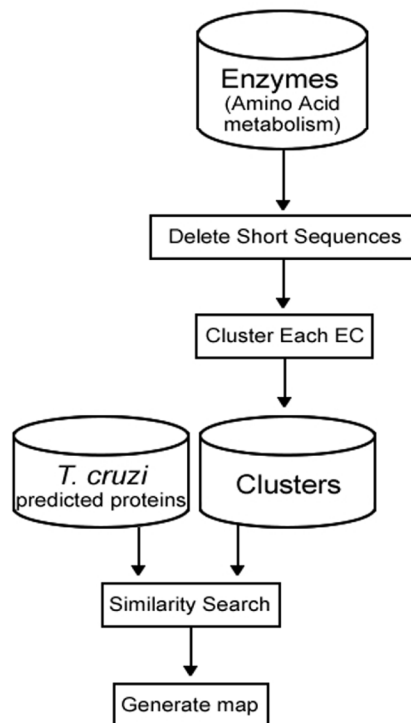 Enzymes
(Amino Acid
metabolism)
Delete Short Sequences
Cluster Each EC
T. cruzi
predicted proteins
Clusters
Similarity Search
Generate map